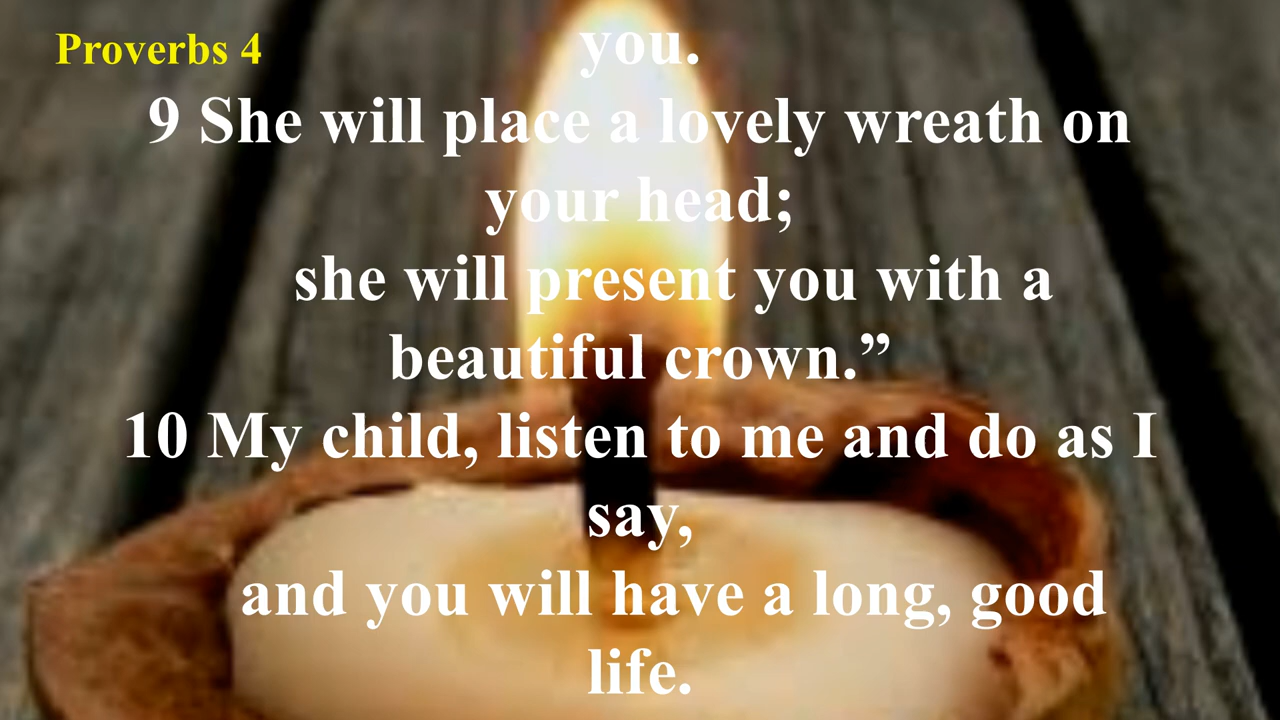 Proverbs 4
you.
9 She will place a lovely wreath on
your head;
she will present you with a
beautiful crown.”
10 My child, listen to me and do as I
say,
and you will have a long, good
life.